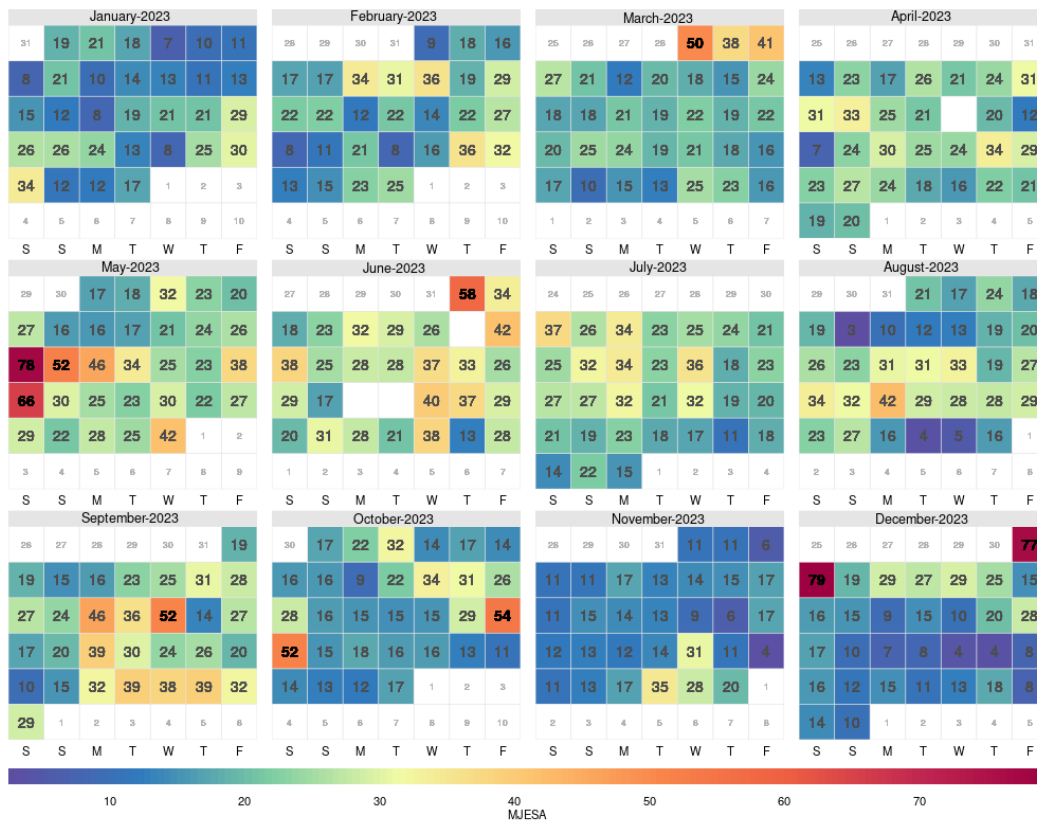 January-2023
31 19 21 18 7 10 11
8 21 10 14 13 11 13
15 12 8 19 21 21 29
26 26 24 13 8 25 30
34 12 12 17 1 2 3
4 5 6 7 8 9 10
S S M T W T F
February-2023
28 29 30 31 9 18 16
17 17 34 31 36 19 29
22 22 12 22 14 22 27
8 11 21 8 16 36 32
13 15 23 25 1 2 3
4 5 6 7 8 9 10
S S M T W T F
March-2023
25 26 27 28 50 38 41
27 21 12 20 18 15 24
18 18 21 19 22 19 22
20 25 24 19 21 18 16
17 10 15 13 25 23 16
1 2 3 4 5 6 7
S S M T W T F
April-2023
25 26 27 28 29 30 31
13 23 17 26 21 24 31
31 33 25 21 20 12
7 24 30 25 24 34 29
23 27 24 18 16 22 21
19 20 1 2 3 4 5
S S M T W T F
May-2023
29 30 17 18 32 23 20
27 16 16 17 21 24 26
78 52 46 34 25 23 38
66 30 25 23 30 22 27
29 22 28 25 42 1 2
3 4 5 6 7 8 9
S S M T W T F
June-2023
27 28 29 30 31 58 34
18 23 32 29 26 42
38 25 28 28 37 33 26
29 17 40 37 29
20 31 28 21 38 13 28
1 2 3 4 5 6 7
S S M T W T F
July-2023
24 25 26 27 28 29 30
37 26 34 23 25 24 21
25 32 34 23 36 18 23
27 27 32 21 32 19 20
21 19 23 18 17 11 18
14 22 15 1 2 3 4
S S M T W T F
August-2023
29 30 31 21 17 24 18
19 3 10 12 13 19 20
26 23 31 31 33 19 27
34 32 42 29 28 28 29
23 27 16 4 5 16 1
2 3 4 5 6 7 8
S S M T W T F
September-2023
26 27 28 29 30 31 19
19 15 16 23 25 31 28
27 24 46 36 52 14 27
17 20 39 30 24 26 20
10 15 32 39 38 39 32
29 1 2 3 4 5 6
S S M T W T F
October-2023
30 17 22 32 14 17 14
16 16 9 22 34 31 26
28 16 15 15 15 29 54
52 15 18 16 16 13 11
14 13 12 17 1 2 3
4 5 6 7 8 9 10
S S M T W T F
November-2023
28 29 30 31 11 11 6
11 11 17 13 14 15 17
11 15 14 13 9 6 17
12 13 12 14 31 11 4
11 13 17 35 28 20 1
2 3 4 5 6 7 8
S S M T W T F
December-2023
25 26 27 28 29 30 77
79 19 29 27 29 25 15
16 15 9 15 10 20 28
17 10 7 8 4 4 8
16 12 15 11 13 18 8
14 10 1 2 3 4 5
S S M T W T F
10 20 30 40 50 60 70
MJESA